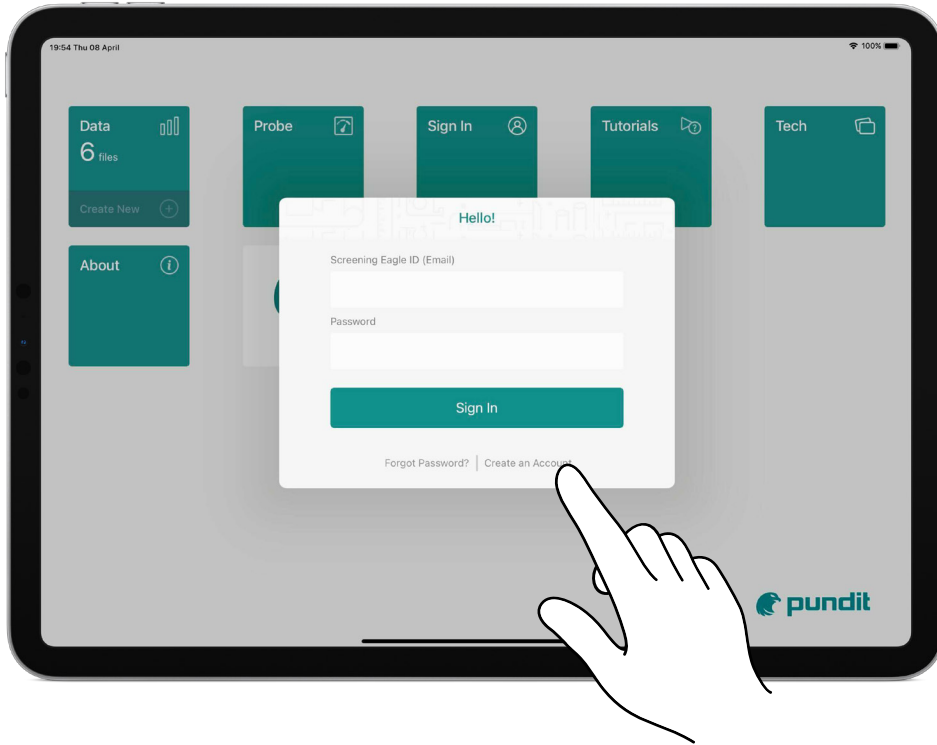 19:54 Thu 08 April
100%
Data
6 files
Create New
Probe
Sign In
Tutorials
Tech
About
Hello!
Screening Eagle ID (Email)
Password
Sign In
Forgot Password? | Create an Account
pundit